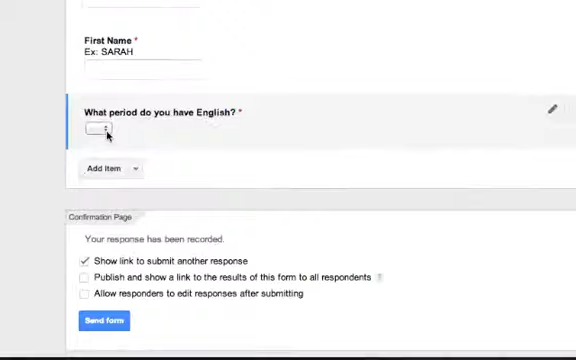 First Name *
Ex: SARAH
What period do you have English? *
Add item
Confirmation Page
Your response has been recorded.
Show link to submit another response
Publish and show a link to the results of this form to all respondents ?
Allow responders to edit responses after submitting
Send form